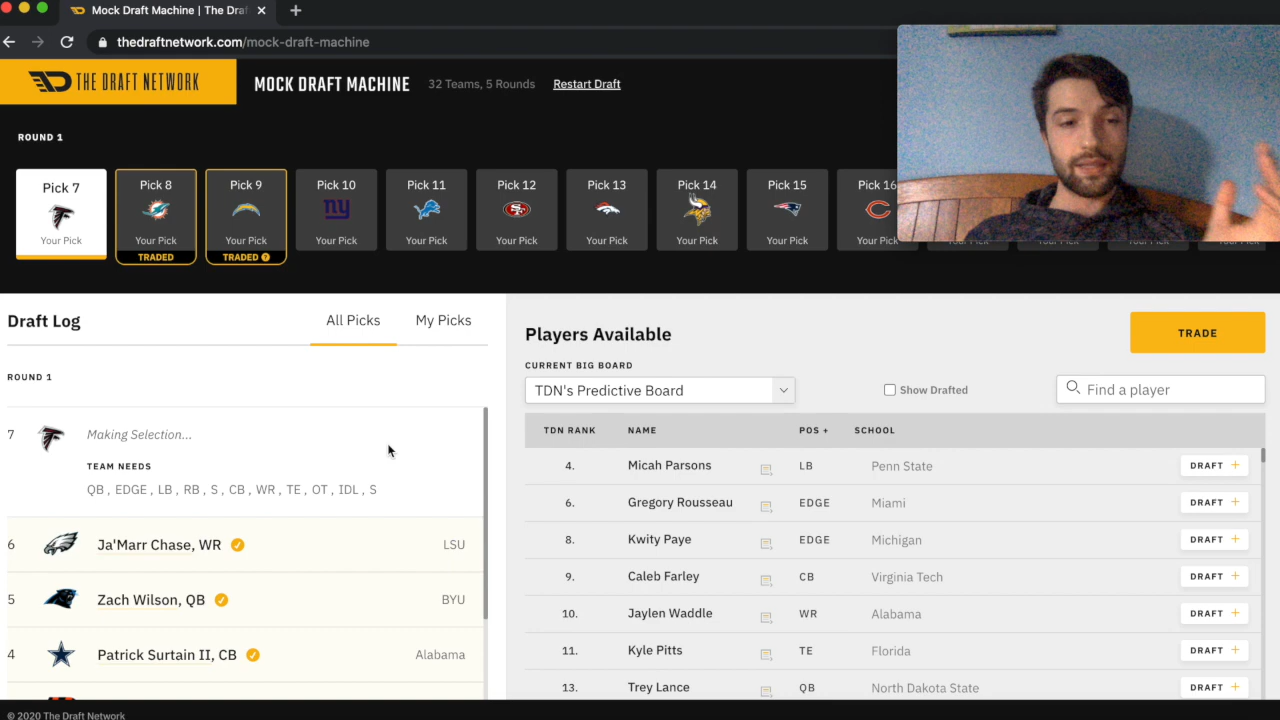 Mock Draft Machine | The Dra
thedraftnetwork.com/mock-draft-machine
THE DRAFT NETWORK
MOCK DRAFT MACHINE
32 Teams, 5 Rounds
Restart Draft
ROUND 1
Pick 7
Your Pick
Pick 8
Your Pick
TRADED
Pick 9
Your Pick
TRADED ?
Pick 10
ny
Your Pick
Pick 11
Your Pick
Pick 12
SF
Your Pick
Pick 13
Your Pick
Pick 14
Your Pick
Pick 15
Your Pick
Pick 16
Your Pick
Draft Log
All Picks
My Picks
ROUND 1
7
Making Selection...
TEAM NEEDS
QB , EDGE , LB , RB , S , CB , WR , TE , OT , IDL , S
6 Ja'Marr Chase, WR LSU
5 Zach Wilson, QB BYU
4 Patrick Surtain II, CB Alabama
Players Available
TRADE
CURRENT BIG BOARD
TDN's Predictive Board
Show Drafted
Find a player
TDN RANK NAME POS + SCHOOL
4. Micah Parsons LB Penn State DRAFT +
6. Gregory Rousseau EDGE Miami DRAFT +
8. Kwity Paye EDGE Michigan DRAFT +
9. Caleb Farley CB Virginia Tech DRAFT +
10. Jaylen Waddle WR Alabama DRAFT +
11. Kyle Pitts TE Florida DRAFT +
13. Trey Lance QB North Dakota State DRAFT +
© 2020 The Draft Network